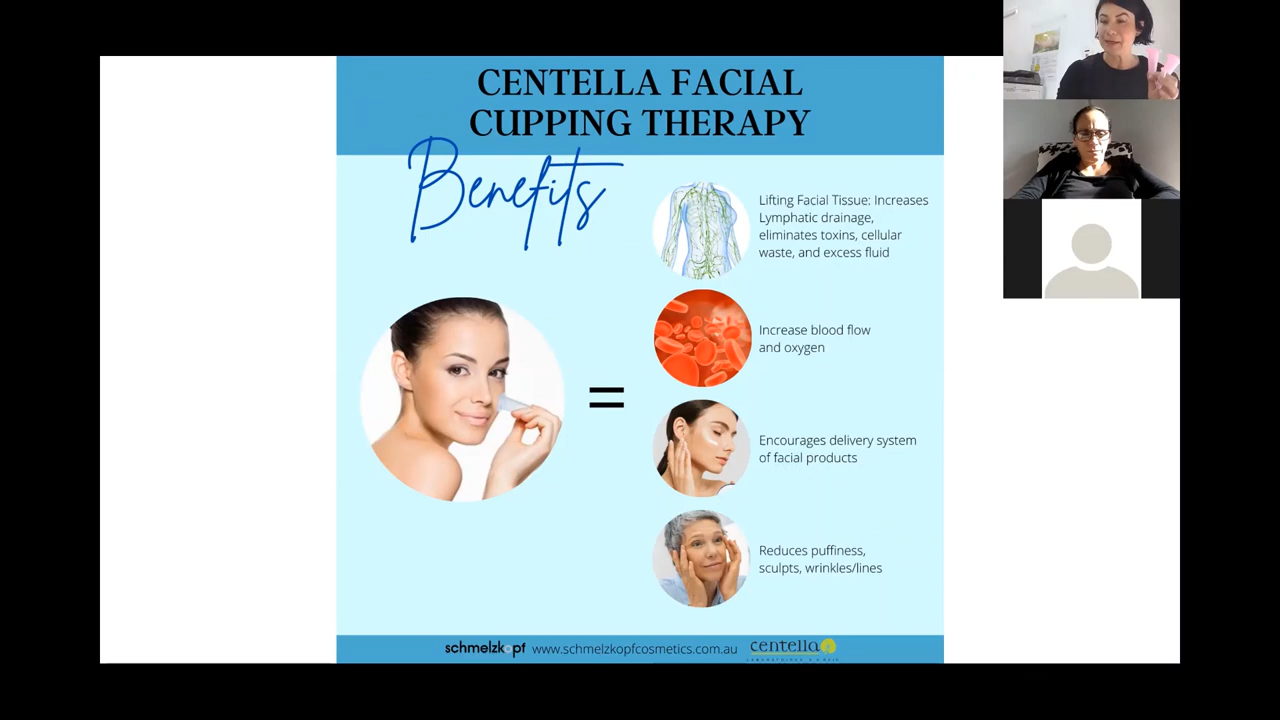 CENTELLA FACIAL
CUPPING THERAPY
Benefits
Lifting Facial Tissue: Increases
Lymphatic drainage,
eliminates toxins, cellular
waste, and excess fluid
Increase blood flow
and oxygen
=
Encourages delivery system
of facial products
Reduces puffiness,
sculpts, wrinkles/lines
schmelzkopf www.schmelzkopfcosmetics.com.au centella